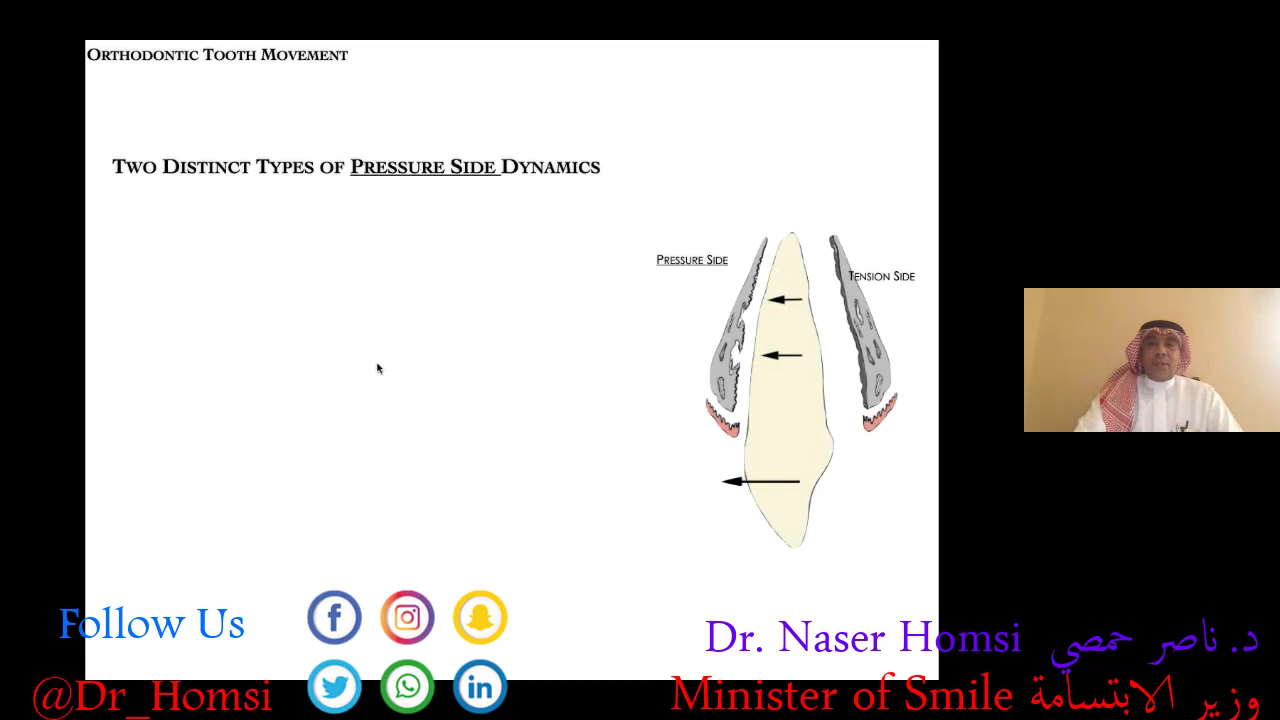 ORTHODONTIC TOOTH MOVEMENT
TWO DISTINCT TYPES OF PRESSURE SIDE DYNAMICS
PRESSURE SIDE
TENSION SIDE
Follow Us
@Dr_Homsi
Dr. Naser Homsi د. ناصر حمصي
Minister of Smile وزير الابتسامة